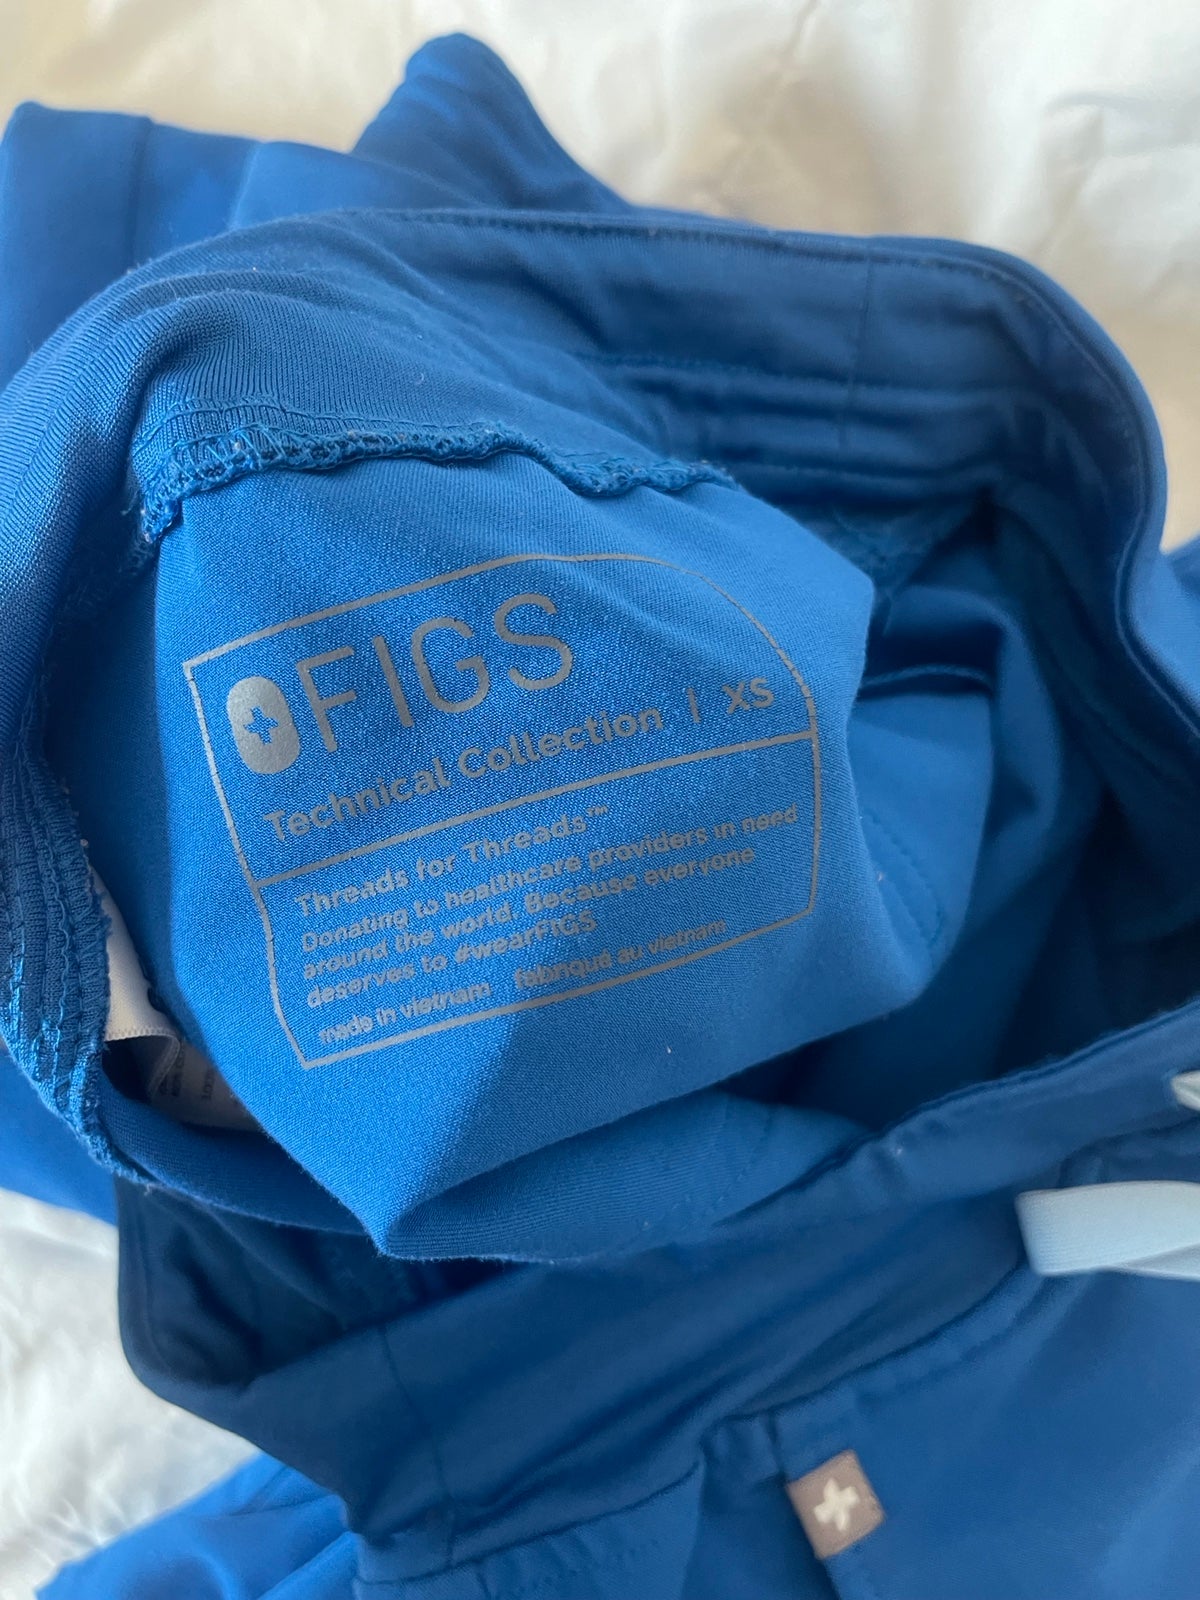 FIGS
Technical Collection | XS
Threads for Threads™
Donating to healthcare providers in need
around the world. Because everyone
deserves to #wearFIGS
made in vietnam fabriqué au vietnam